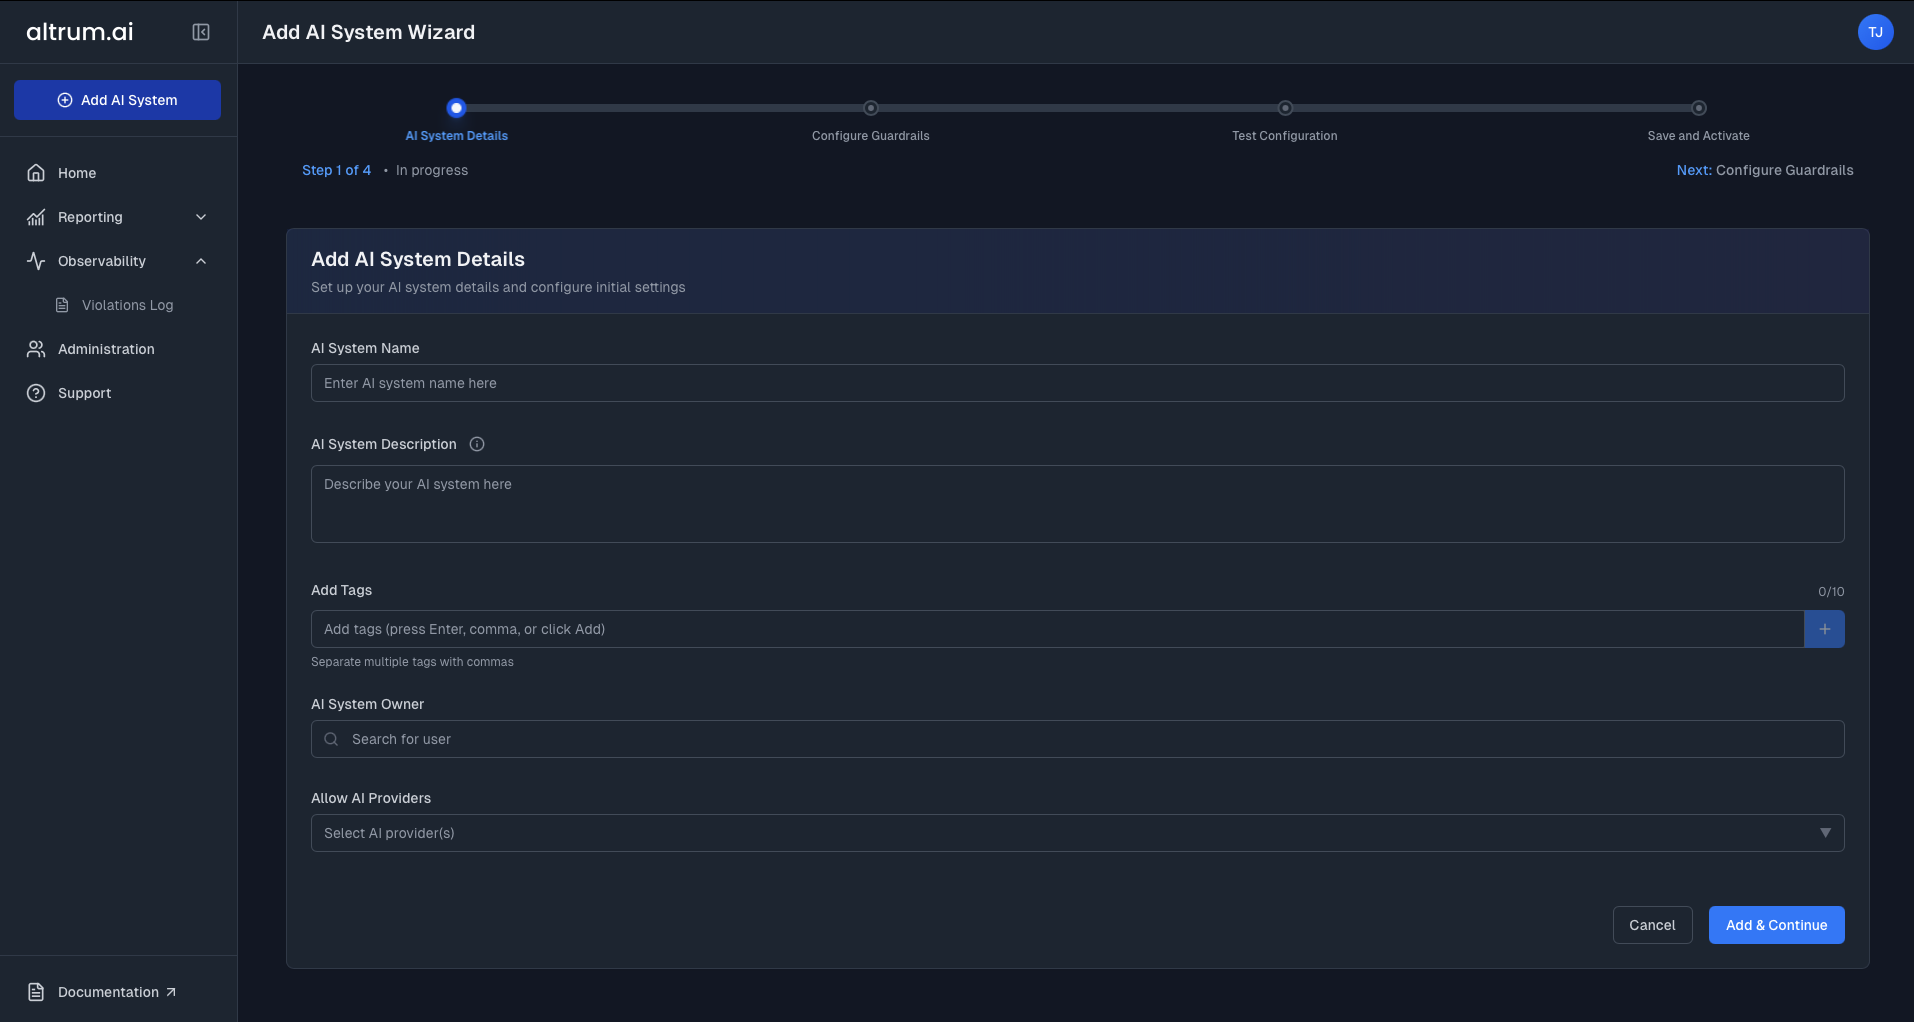 altrum.ai
Add AI System Wizard
TJ
Add AI System
Home
Reporting
Observability
Violations Log
Administration
Support
Documentation
AI System Details
Configure Guardrails
Test Configuration
Save and Activate
Step 1 of 4 • In progress
Next: Configure Guardrails
Add AI System Details
Set up your AI system details and configure initial settings
AI System Name
Enter AI system name here
AI System Description
Describe your AI system here
Add Tags
0/10
Add tags (press Enter, comma, or click Add)
+
Separate multiple tags with commas
AI System Owner
Search for user
Allow AI Providers
Select AI provider(s)
Cancel
Add & Continue